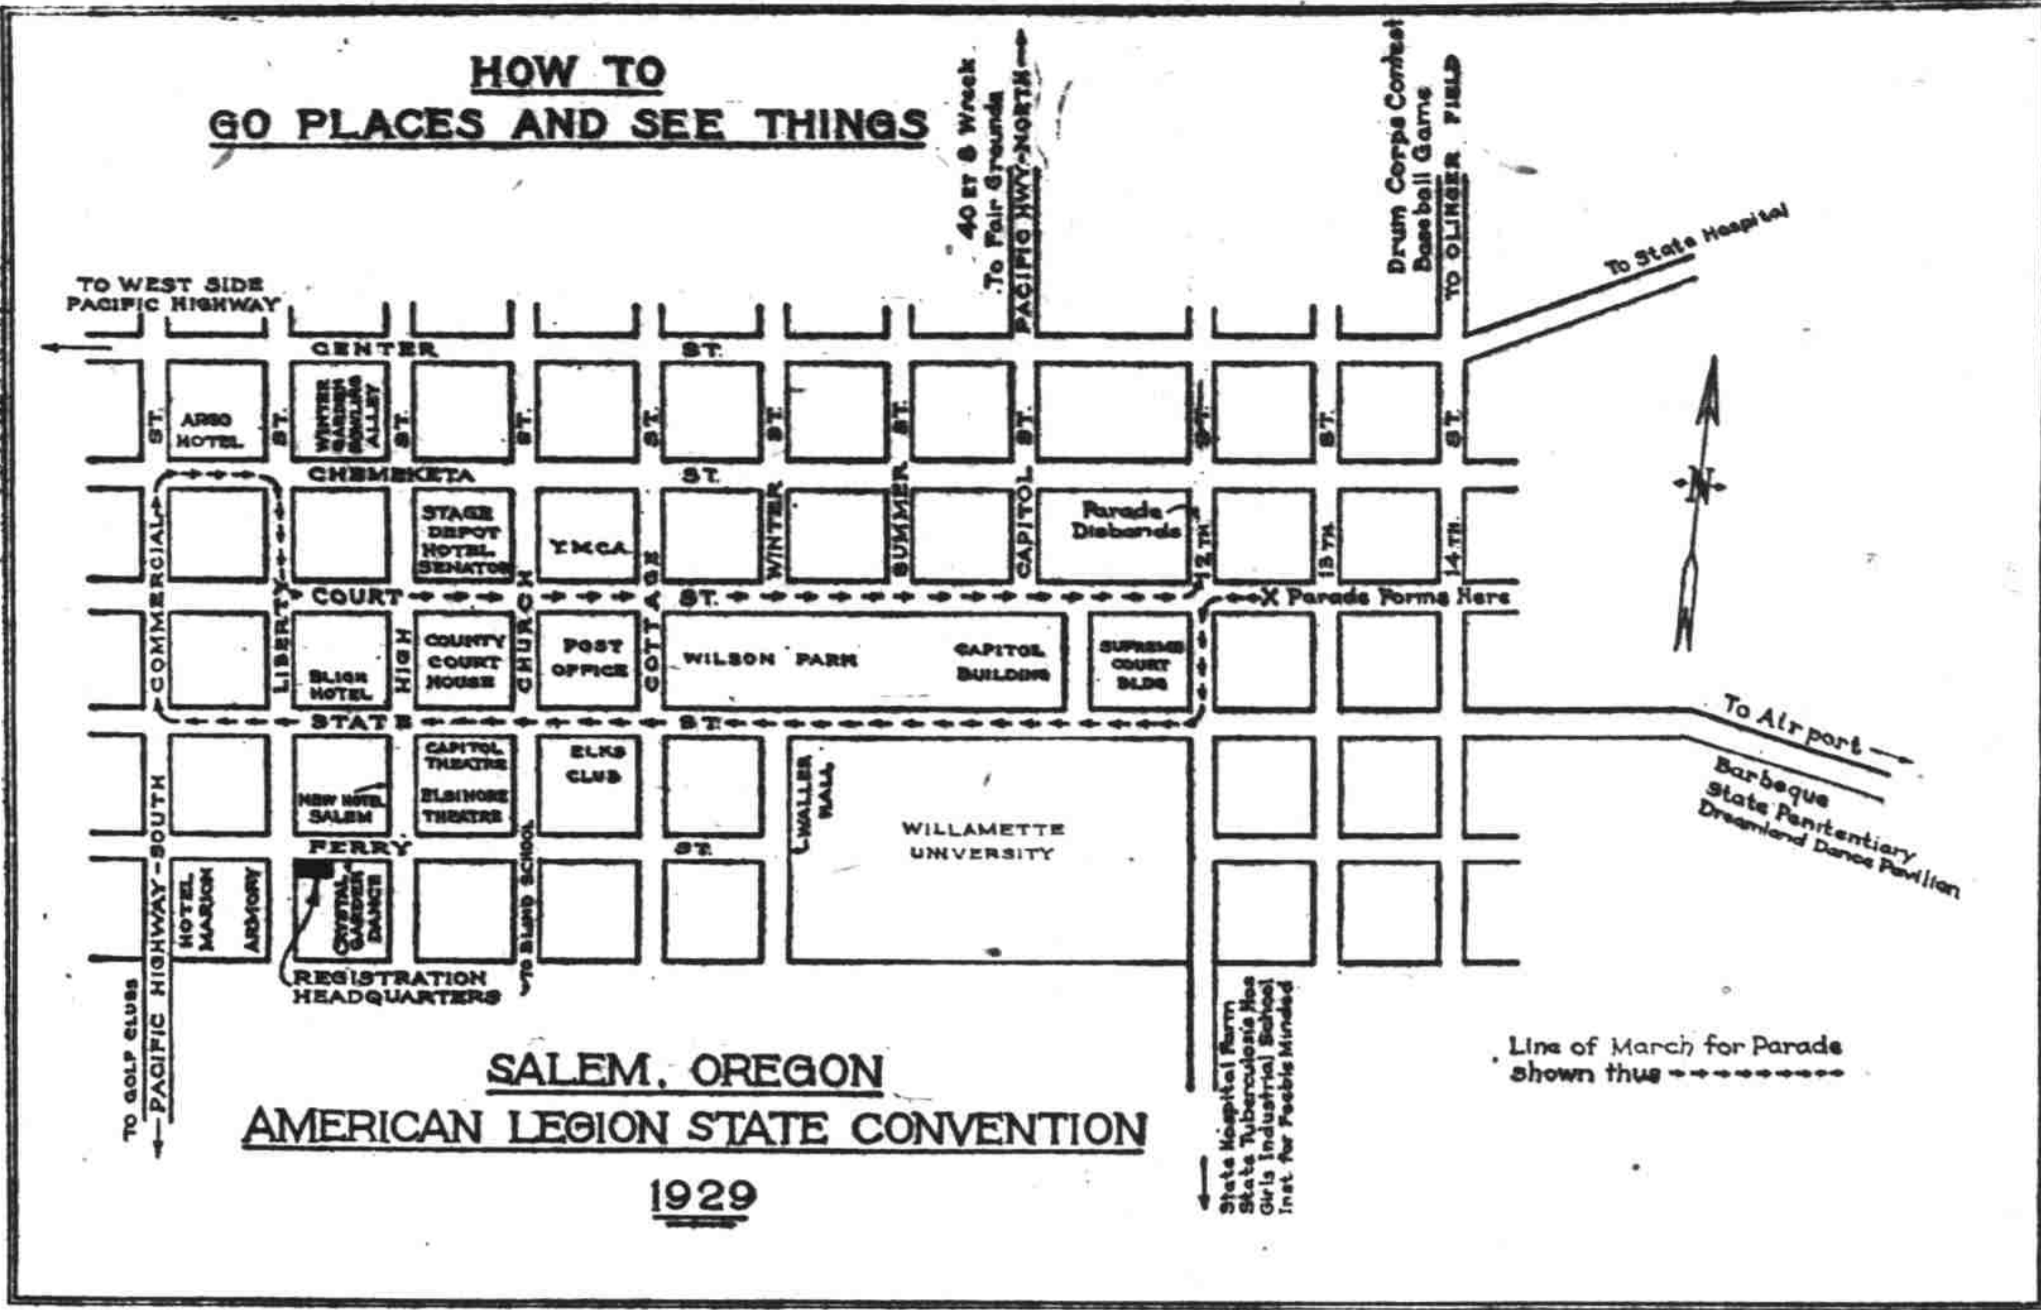 HOW TO
GO PLACES AND SEE THINGS
40 ET 8 Wreck
To Fair Grounds
PACIFIC HWY-NORTH
Drum Corps Contest
Baseball Game
TO OLINGER FIELD
To State Hospital
TO WEST SIDE
PACIFIC HIGHWAY
CENTER ST.
ST.
ARGO
HOTEL
ST.
WINTER
GARDEN
BOWLING
ALLEY
ST.
ST.
ST.
ST.
ST.
ST.
ST.
ST.
ST.
CHEMEKETA ST.
COMMERCIAL
STAGE
DEPOT
HOTEL
SENATOR
Y.M.C.A.
WINTER
SUMMER
CAPITOL
Parade
Disbands
12TH
13TH.
14TH.
N
COURT ST.
X Parade Forms Here
LIBERTY
BLIGH
HOTEL
HIGH
COUNTY
COURT
HOUSE
CHURCH
POST
OFFICE
COTTAGE
WILSON PARK
CAPITOL
BUILDING
SUPREME
COURT
BLDG
STATE ST.
To Airport
Barbeque
State Penitentiary
Dreamland Dance Pavilion
NEW HOTEL
SALEM
CAPITOL
THEATRE
ELSINORE
THEATRE
ELKS
CLUB
WALLER
HALL
WILLAMETTE
UNIVERSITY
FERRY ST.
HOTEL
MARION
ARMORY
CRYSTAL
GARDEN
DANCE
TO BLIND SCHOOL
REGISTRATION
HEADQUARTERS
TO GOLF CLUBS
PACIFIC HIGHWAY-SOUTH
State Hospital Farm
State Tuberculosis Hos
Girls Industrial School
Inst for Feeble Minded
Line of March for Parade
shown thus
SALEM, OREGON
AMERICAN LEGION STATE CONVENTION
1929